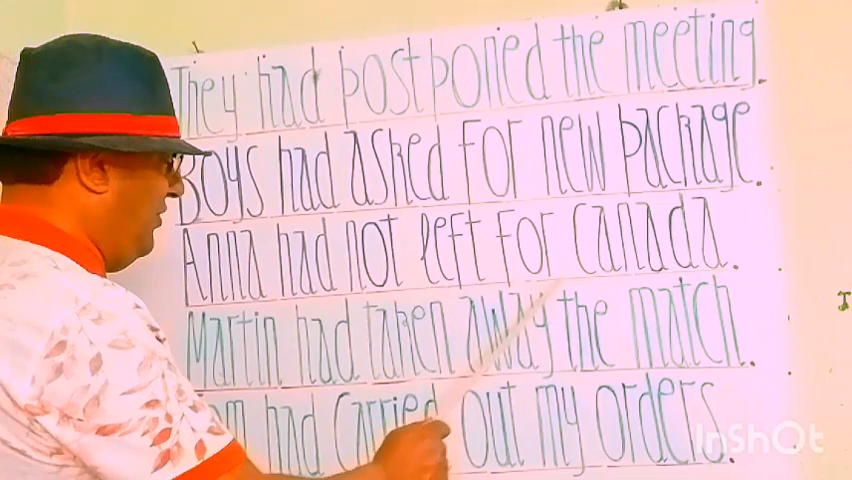 They had postponed the meeting.
Boys had asked for new package.
Anna had not left for Canada.
Martin had taken away the match.
had carried out my orders.
InShOt